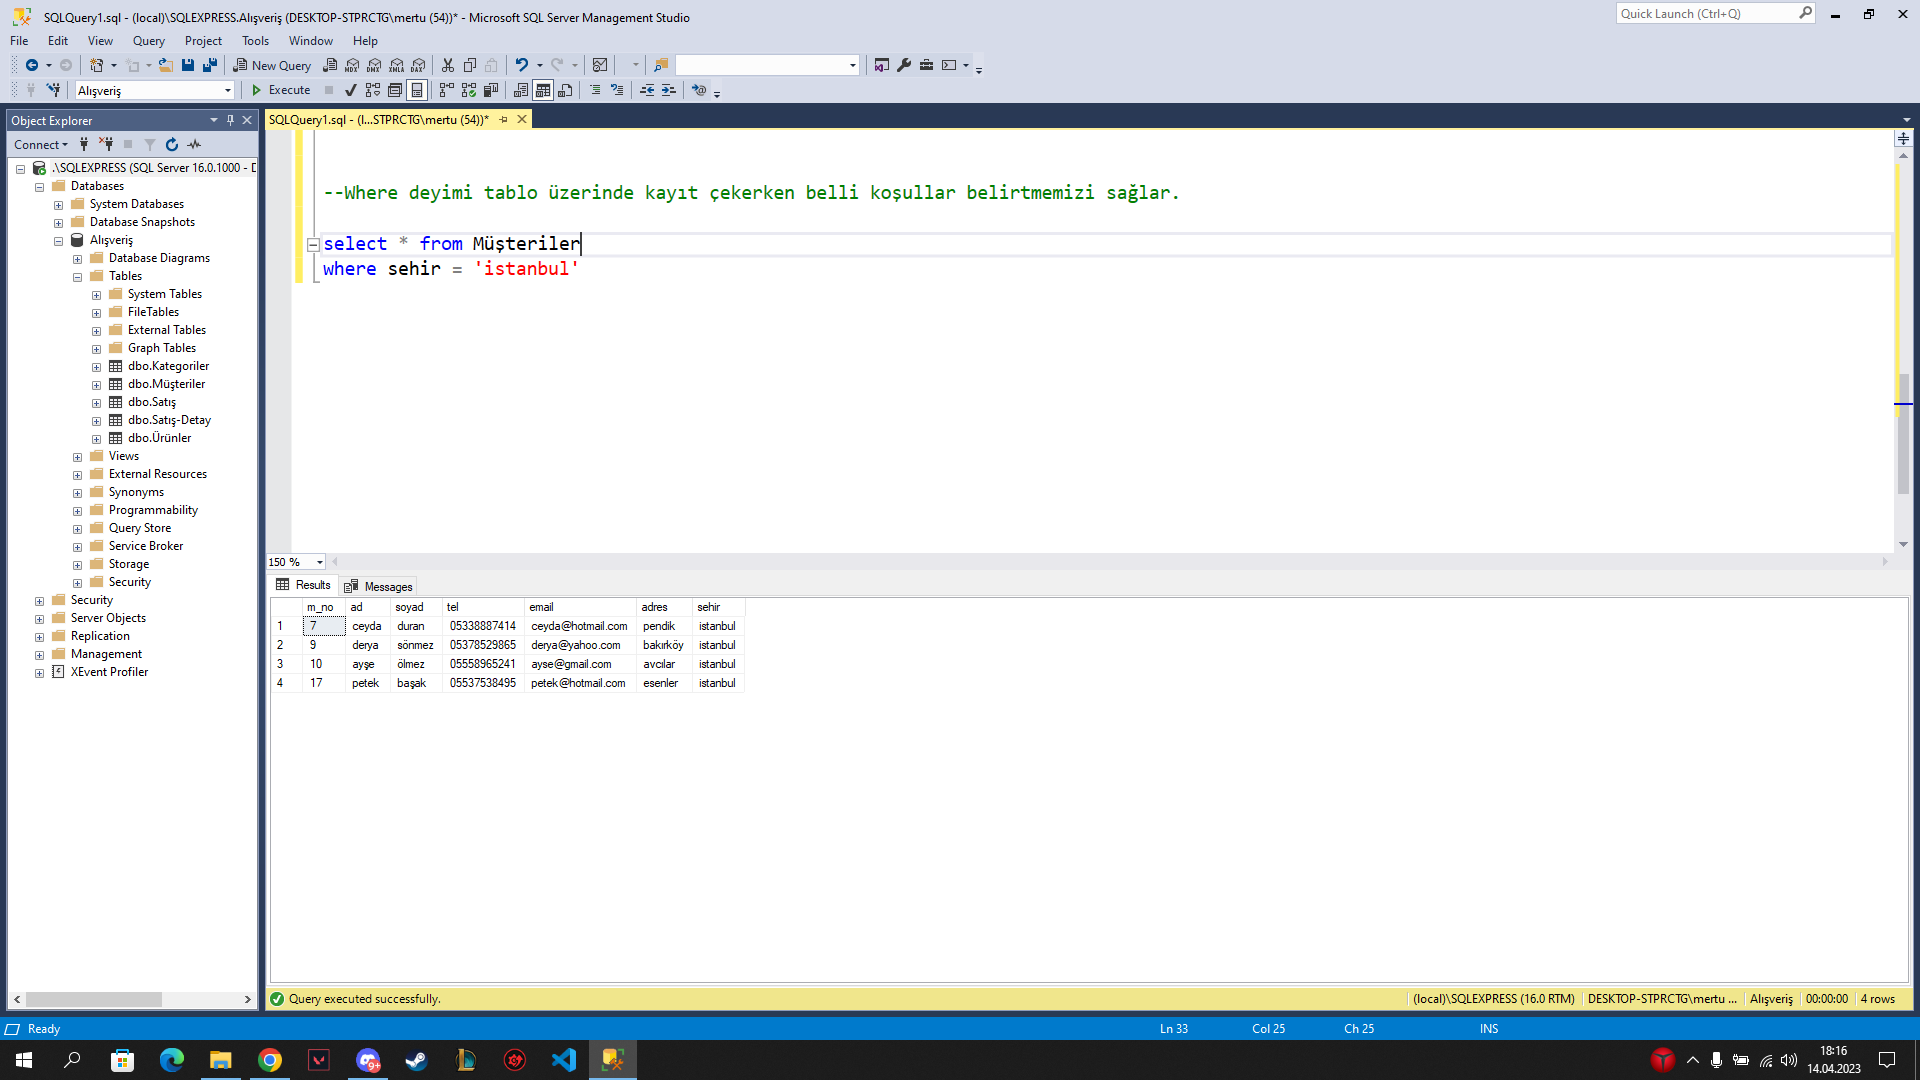 SQLQuery1.sql - (local)\SQLEXPRESS.Alışveriş (DESKTOP-STPRCTG\mertu (54))* - Microsoft SQL Server Management Studio
Quick Launch (Ctrl+Q)
File Edit View Query Project Tools Window Help
New Query
MDX DMX XMLA DAX
Alışveriş
Execute
Object Explorer
SQLQuery1.sql - (l...STPRCTG\mertu (54))*
Connect
.\SQLEXPRESS (SQL Server 16.0.1000 - D
Databases
System Databases
Database Snapshots
Alışveriş
Database Diagrams
Tables
System Tables
FileTables
External Tables
Graph Tables
dbo.Kategoriler
dbo.Müşteriler
dbo.Satış
dbo.Satış-Detay
dbo.Ürünler
Views
External Resources
Synonyms
Programmability
Query Store
Service Broker
Storage
Security
Security
Server Objects
Replication
Management
XEvent Profiler
--Where deyimi tablo üzerinde kayıt çekerken belli koşullar belirtmemizi sağlar.
select * from Müşteriler
where sehir = 'istanbul'
150 %
Results Messages
m_no ad soyad tel email adres sehir
1 7 ceyda duran 05338887414 ceyda@hotmail.com pendik istanbul
2 9 derya sönmez 05378529865 derya@yahoo.com bakırköy istanbul
3 10 ayşe ölmez 05558965241 ayse@gmail.com avcılar istanbul
4 17 petek başak 05537538495 petek@hotmail.com esenler istanbul
Query executed successfully.
(local)\SQLEXPRESS (16.0 RTM) DESKTOP-STPRCTG\mertu ... Alışveriş 00:00:00 4 rows
Ready
Ln 33 Col 25 Ch 25 INS
9+
18:16
14.04.2023